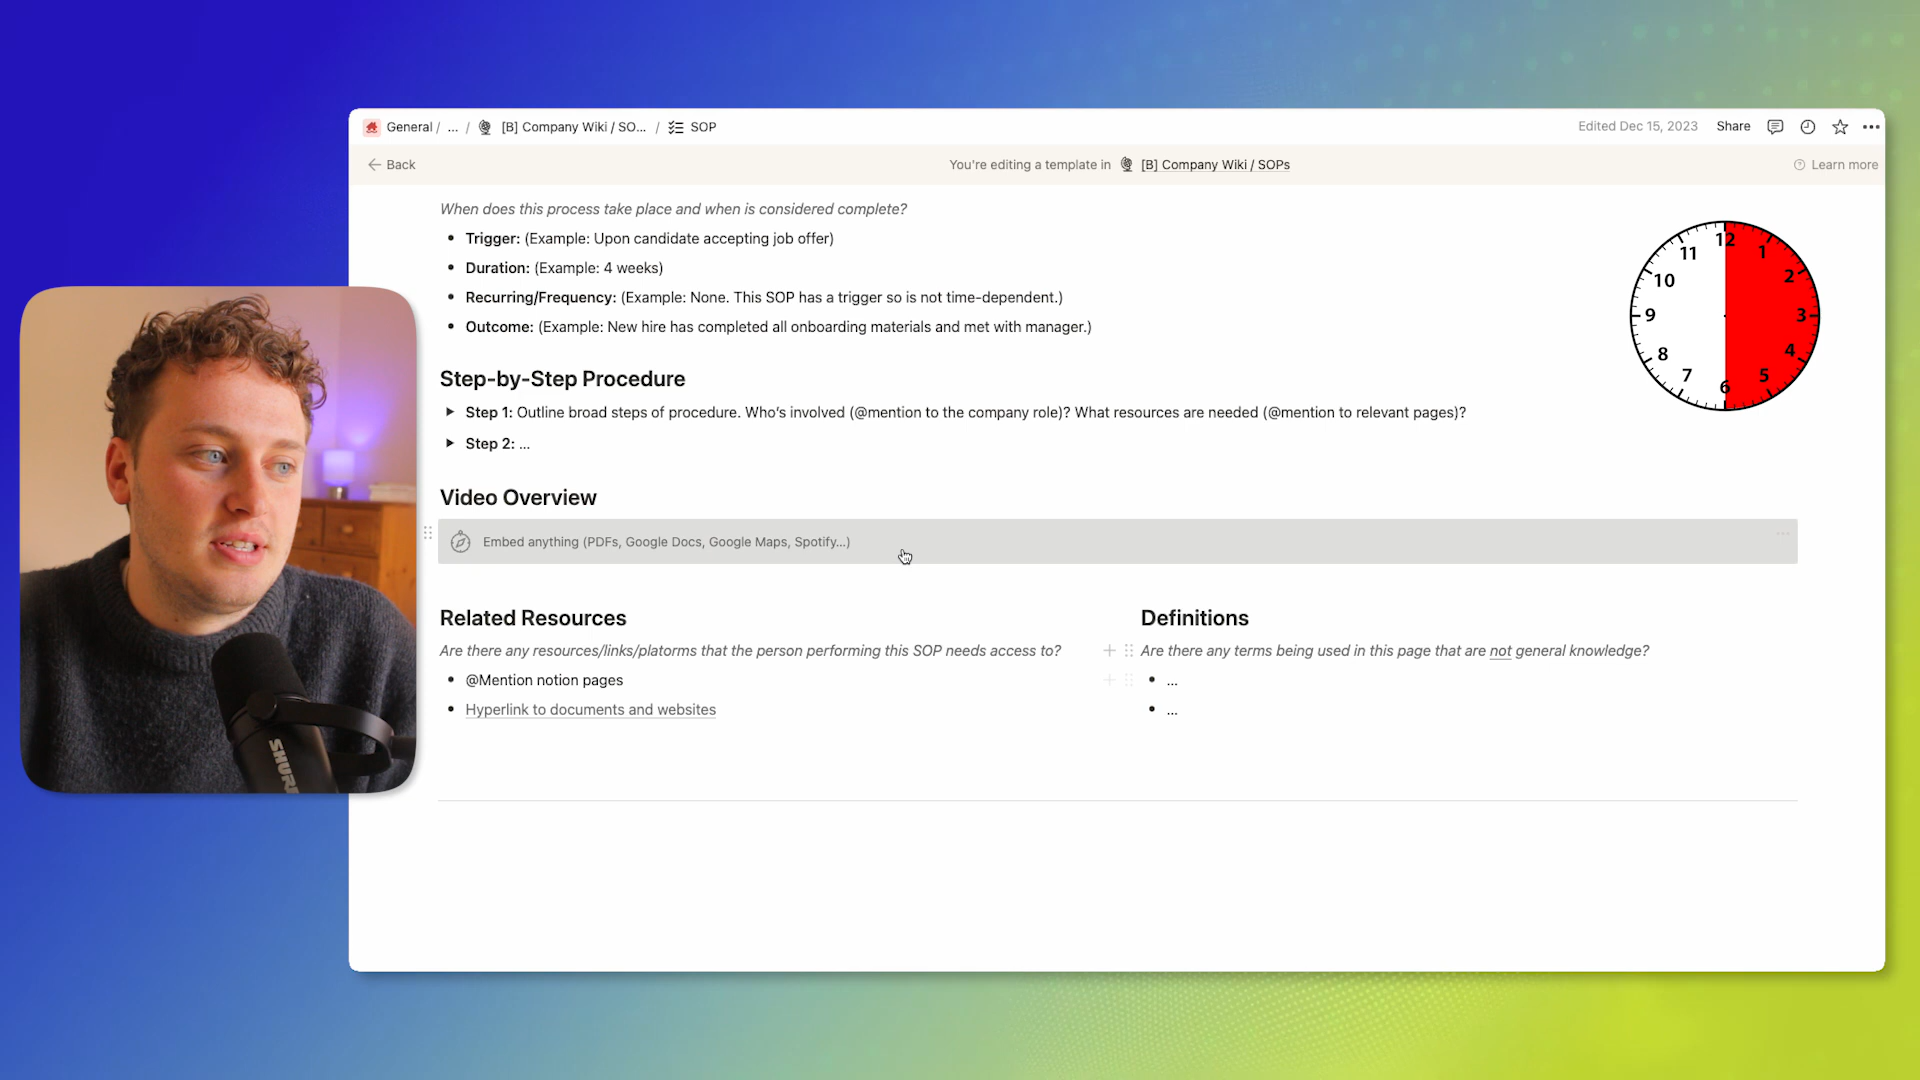 General / ... / [B] Company Wiki / SO... / SOP
Edited Dec 15, 2023 Share
Back
You're editing a template in [B] Company Wiki / SOPs
Learn more
When does this process take place and when is considered complete?
• Trigger: (Example: Upon candidate accepting job offer)
• Duration: (Example: 4 weeks)
• Recurring/Frequency: (Example: None. This SOP has a trigger so is not time-dependent.)
• Outcome: (Example: New hire has completed all onboarding materials and met with manager.)
12
1
2
3
4
5
6
7
8
9
10
11
Step-by-Step Procedure
Step 1: Outline broad steps of procedure. Who's involved (@mention to the company role)? What resources are needed (@mention to relevant pages)?
Step 2: ...
Video Overview
Embed anything (PDFs, Google Docs, Google Maps, Spotify...)
Related Resources
Are there any resources/links/platorms that the person performing this SOP needs access to?
• @Mention notion pages
• Hyperlink to documents and websites
Definitions
Are there any terms being used in this page that are not general knowledge?
• ...
• ...
SHURE